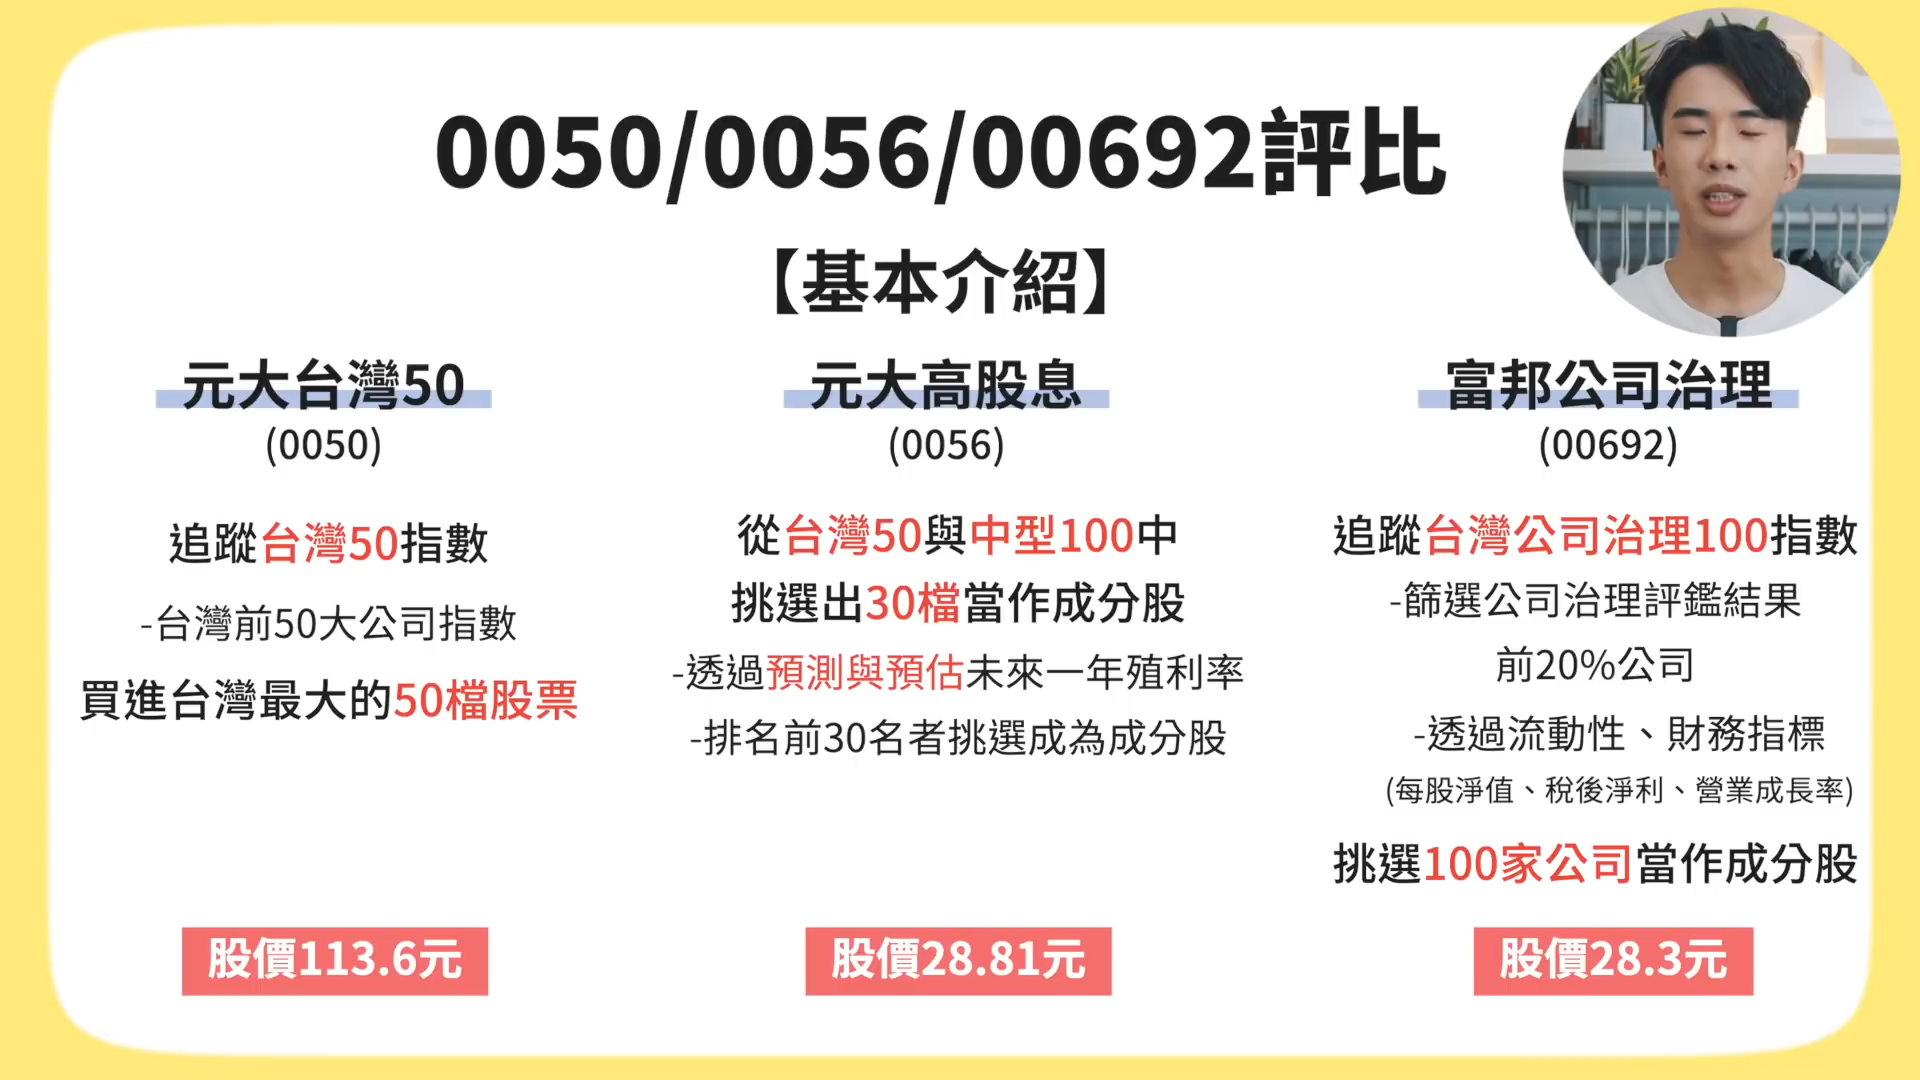 0050/0056/00692評比
【基本介紹】
元大台灣50
(0050)
追蹤台灣50指數
-台灣前50大公司指數
買進台灣最大的50檔股票
股價113.6元
元大高股息
(0056)
從台灣50與中型100中
挑選出30檔當作成分股
-透過預測與預估未來一年殖利率
-排名前30名者挑選成為成分股
股價28.81元
富邦公司治理
(00692)
追蹤台灣公司治理100指數
-篩選公司治理評鑑結果
前20%公司
-透過流動性、財務指標
(每股淨值、稅後淨利、營業成長率)
挑選100家公司當作成分股
股價28.3元